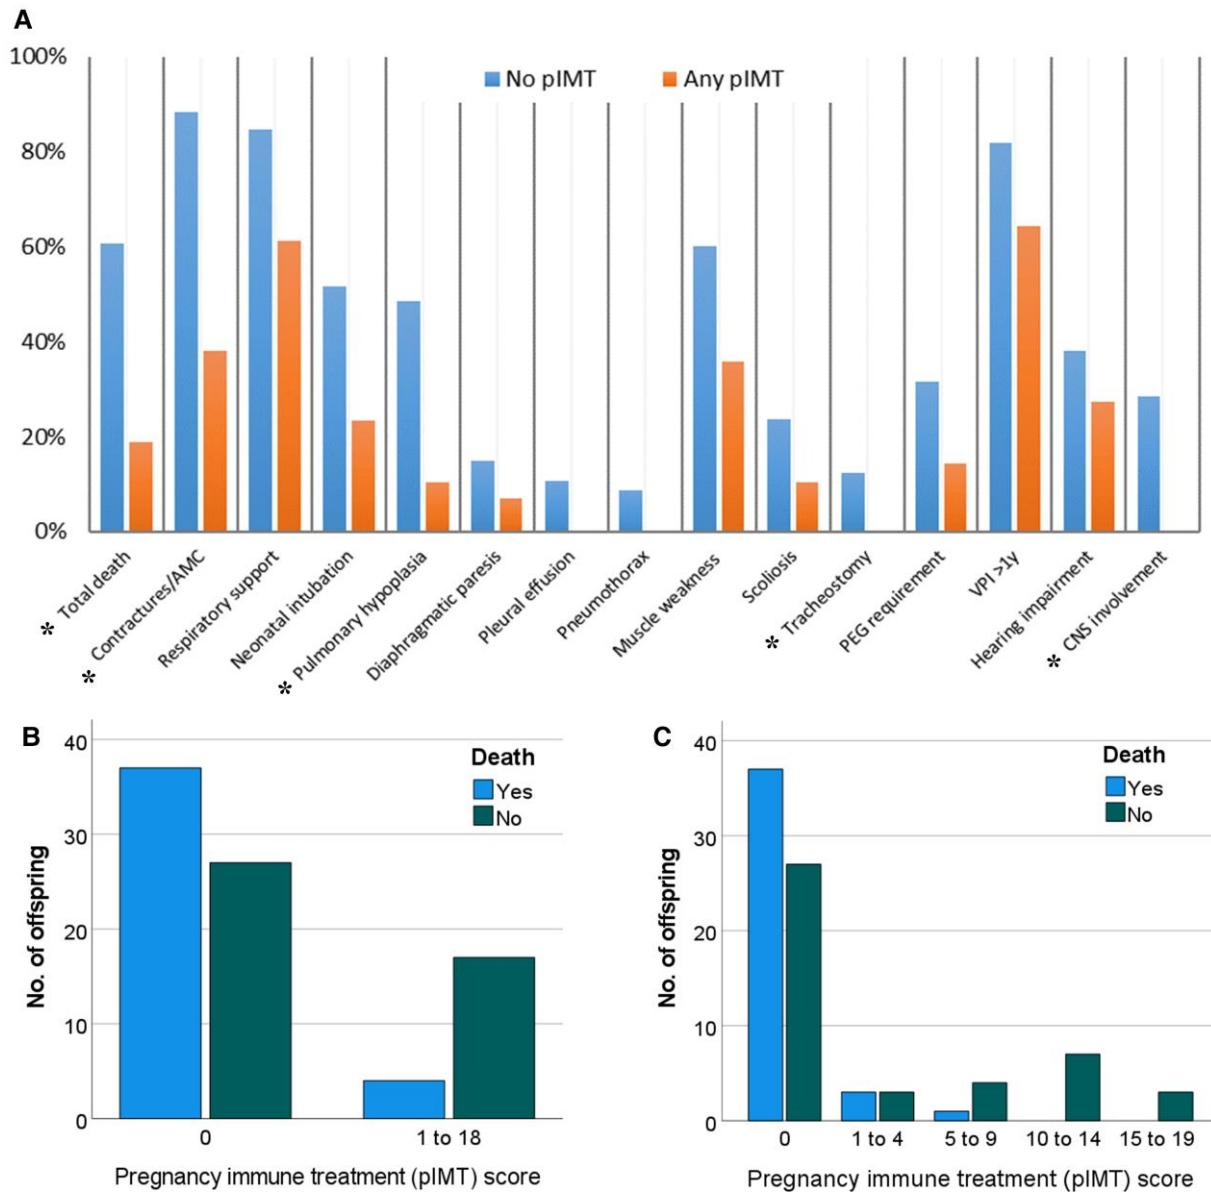 A
100%
No pIMT
Any pIMT
80%
60%
40%
20%
0%
* Total death
* Contractures/AMC
Respiratory support
Neonatal intubation
* Pulmonary hypoplasia
Diaphragmatic paresis
Pleural effusion
Pneumothorax
Muscle weakness
Scoliosis
* Tracheostomy
PEG requirement
VPI >1y
Hearing impairment
* CNS involvement
B
No. of offspring
40
30
20
10
0
Death
Yes
No
0
1 to 18
Pregnancy immune treatment (pIMT) score
C
No. of offspring
40
30
20
10
0
Death
Yes
No
0
1 to 4
5 to 9
10 to 14
15 to 19
Pregnancy immune treatment (pIMT) score